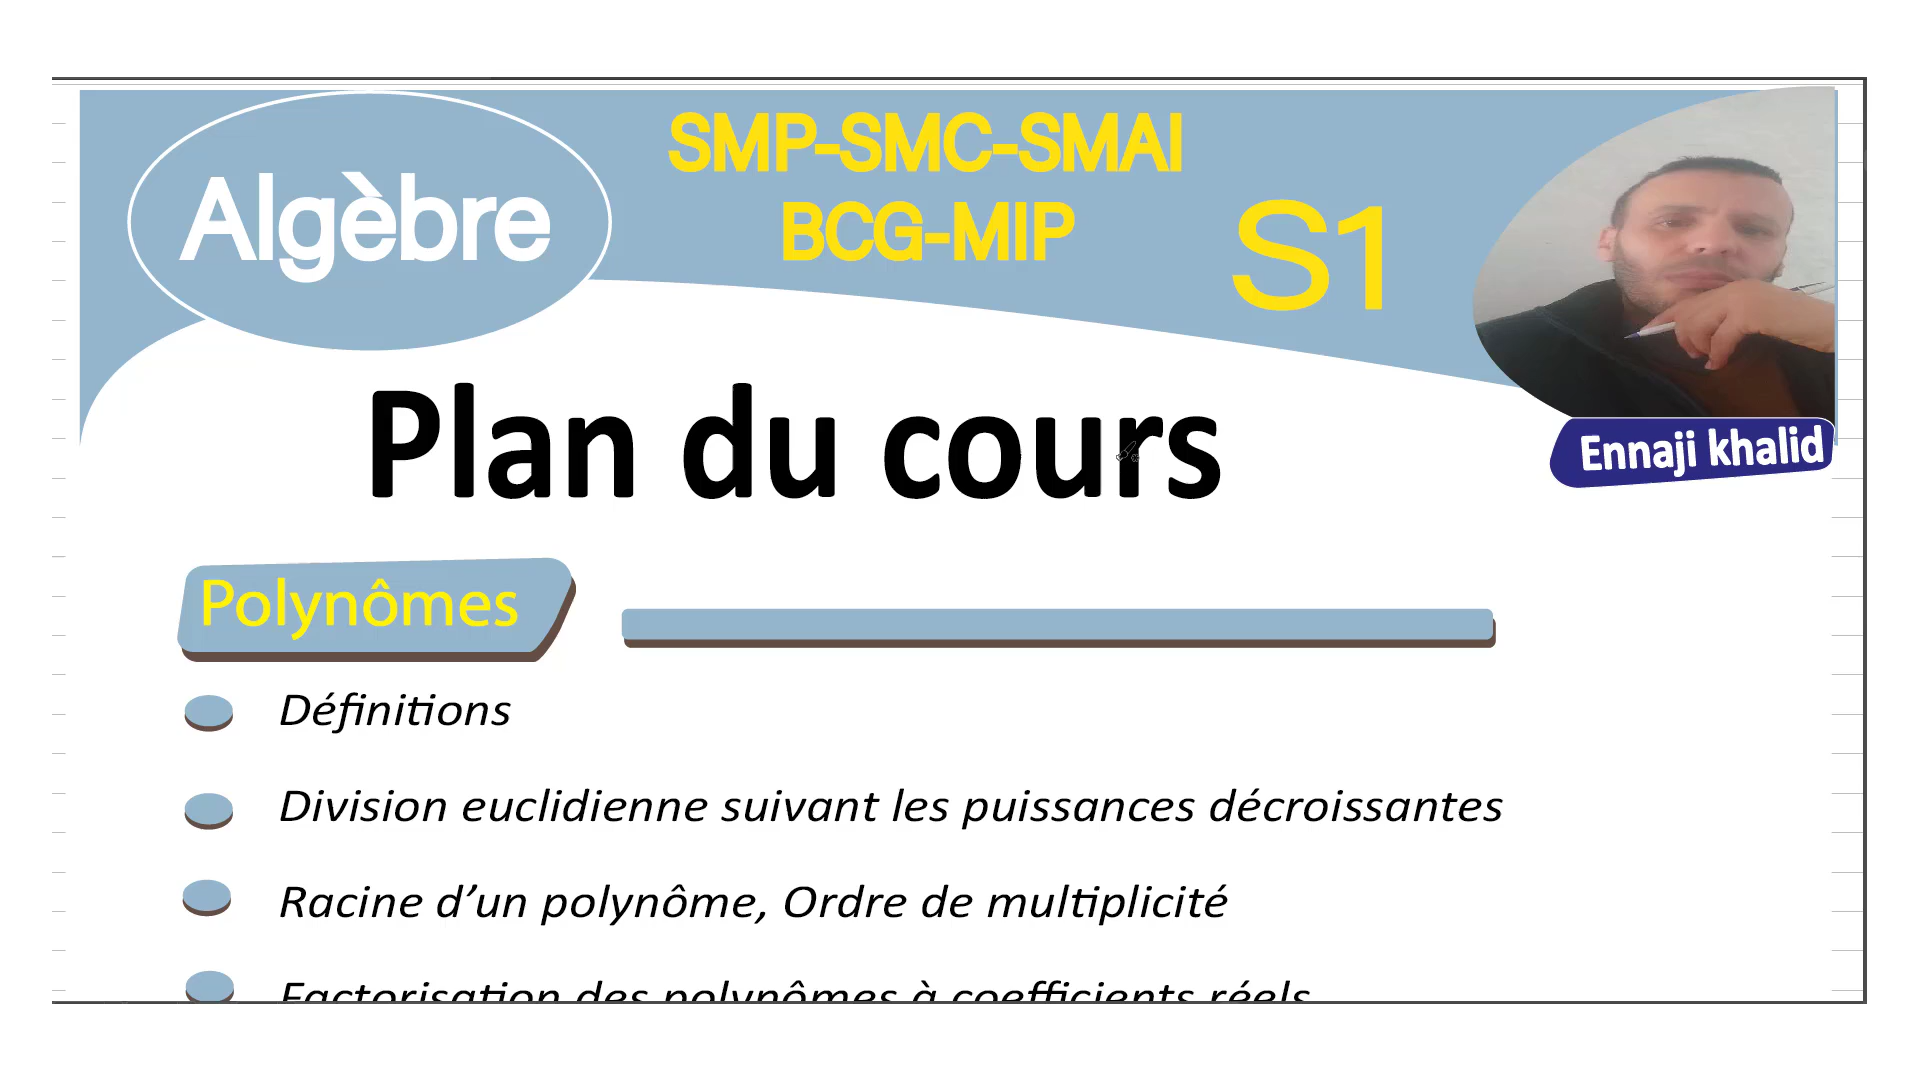 Algèbre
SMP-SMC-SMAI
BCG-MIP
S1
Ennaji khalid
Plan du cours
Polynômes
Définitions
Division euclidienne suivant les puissances décroissantes
Racine d’un polynôme, Ordre de multiplicité
Factorisation des polynômes à coefficients réels